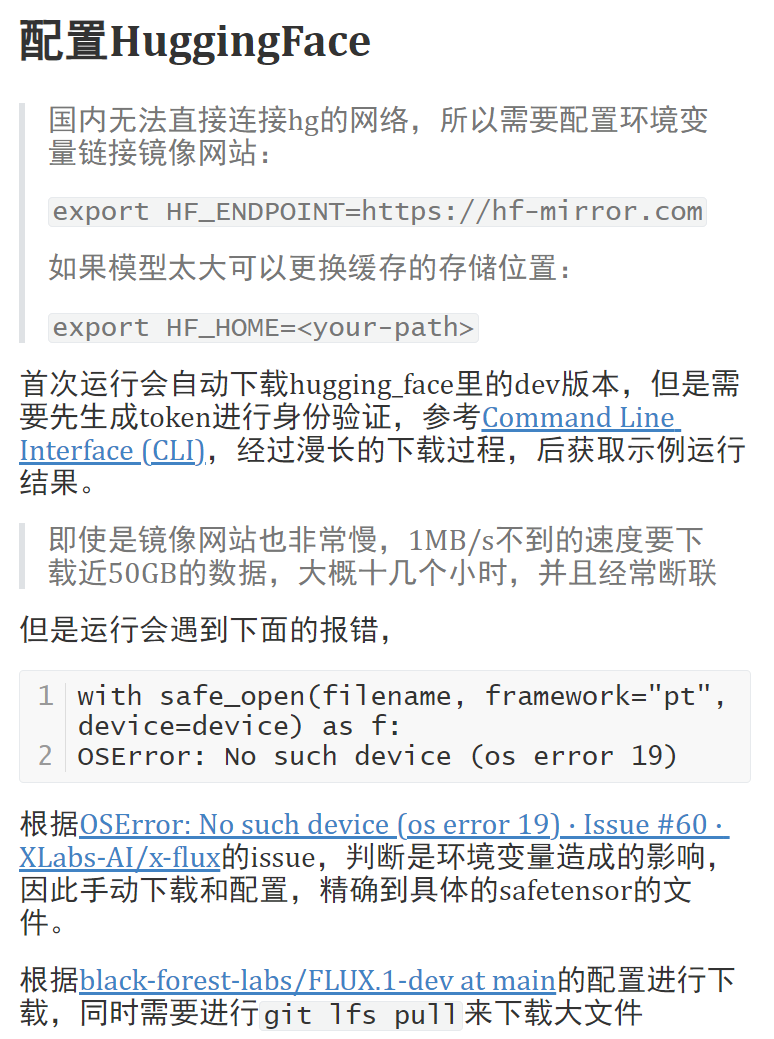 配置HuggingFace
国内无法直接连接hg的网络，所以需要配置环境变
量链接镜像网站：
export HF_ENDPOINT=https://hf-mirror.com
如果模型太大可以更换缓存的存储位置：
export HF_HOME=<your-path>
首次运行会自动下载hugging_face里的dev版本，但是需
要先生成token进行身份验证，参考Command Line
Interface (CLI)，经过漫长的下载过程，后获取示例运行
结果。
即使是镜像网站也非常慢，1MB/s不到的速度要下
载近50GB的数据，大概十几个小时，并且经常断联
但是运行会遇到下面的报错，
1 with safe_open(filename, framework="pt",
device=device) as f:
2 OSError: No such device (os error 19)
根据OSError: No such device (os error 19) · Issue #60 ·
XLabs-AI/x-flux的issue，判断是环境变量造成的影响，
因此手动下载和配置，精确到具体的safetensor的文
件。
根据black-forest-labs/FLUX.1-dev at main的配置进行下
载，同时需要进行git lfs pull来下载大文件